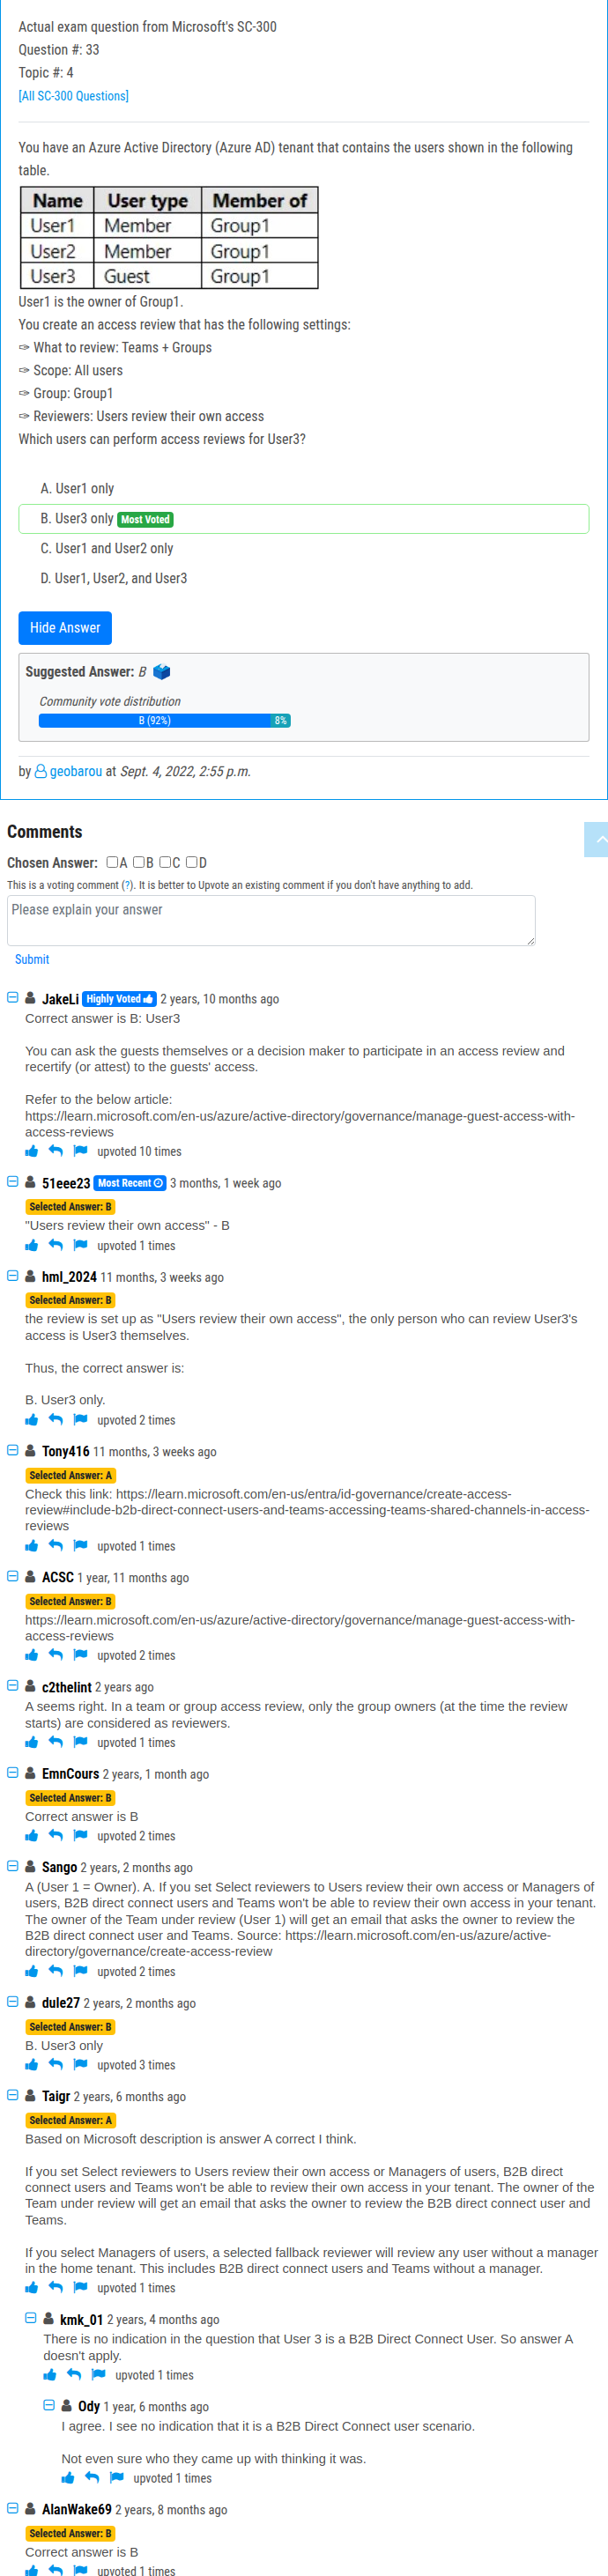 Actual exam question from Microsoft's SC-300
Question #: 33
Topic #: 4
[All SC-300 Questions]
You have an Azure Active Directory (Azure AD) tenant that contains the users shown in the following
table.
Name User type Member of
User1 Member Group1
User2 Member Group1
User3 Guest Group1
User1 is the owner of Group1.
You create an access review that has the following settings:
✑ What to review: Teams + Groups
✑ Scope: All users
✑ Group: Group1
✑ Reviewers: Users review their own access
Which users can perform access reviews for User3?
A. User1 only
B. User3 only Most Voted
C. User1 and User2 only
D. User1, User2, and User3
Hide Answer
Suggested Answer: B
Community vote distribution
B (92%) 8%
by geobarou at Sept. 4, 2022, 2:55 p.m.
Comments
Chosen Answer: A B C D
This is a voting comment (?). It is better to Upvote an existing comment if you don't have anything to add.
Please explain your answer
Submit
JakeLi Highly Voted 2 years, 10 months ago
Correct answer is B: User3
You can ask the guests themselves or a decision maker to participate in an access review and
recertify (or attest) to the guests' access.
Refer to the below article:
https://learn.microsoft.com/en-us/azure/active-directory/governance/manage-guest-access-with-
access-reviews
upvoted 10 times
51eee23 Most Recent 3 months, 1 week ago
Selected Answer: B
"Users review their own access" - B
upvoted 1 times
hml_2024 11 months, 3 weeks ago
Selected Answer: B
the review is set up as "Users review their own access", the only person who can review User3's
access is User3 themselves.
Thus, the correct answer is:
B. User3 only.
upvoted 2 times
Tony416 11 months, 3 weeks ago
Selected Answer: A
Check this link: https://learn.microsoft.com/en-us/entra/id-governance/create-access-
review#include-b2b-direct-connect-users-and-teams-accessing-teams-shared-channels-in-access-
reviews
upvoted 1 times
ACSC 1 year, 11 months ago
Selected Answer: B
https://learn.microsoft.com/en-us/azure/active-directory/governance/manage-guest-access-with-
access-reviews
upvoted 2 times
c2thelint 2 years ago
A seems right. In a team or group access review, only the group owners (at the time the review
starts) are considered as reviewers.
upvoted 1 times
EmnCours 2 years, 1 month ago
Selected Answer: B
Correct answer is B
upvoted 2 times
Sango 2 years, 2 months ago
A (User 1 = Owner). A. If you set Select reviewers to Users review their own access or Managers of
users, B2B direct connect users and Teams won't be able to review their own access in your tenant.
The owner of the Team under review (User 1) will get an email that asks the owner to review the
B2B direct connect user and Teams. Source: https://learn.microsoft.com/en-us/azure/active-
directory/governance/create-access-review
upvoted 2 times
dule27 2 years, 2 months ago
Selected Answer: B
B. User3 only
upvoted 3 times
Taigr 2 years, 6 months ago
Selected Answer: A
Based on Microsoft description is answer A correct I think.
If you set Select reviewers to Users review their own access or Managers of users, B2B direct
connect users and Teams won't be able to review their own access in your tenant. The owner of the
Team under review will get an email that asks the owner to review the B2B direct connect user and
Teams.
If you select Managers of users, a selected fallback reviewer will review any user without a manager
in the home tenant. This includes B2B direct connect users and Teams without a manager.
upvoted 1 times
kmk_01 2 years, 4 months ago
There is no indication in the question that User 3 is a B2B Direct Connect User. So answer A
doesn't apply.
upvoted 1 times
Ody 1 year, 6 months ago
I agree. I see no indication that it is a B2B Direct Connect user scenario.
Not even sure who they came up with thinking it was.
upvoted 1 times
AlanWake69 2 years, 8 months ago
Selected Answer: B
Correct answer is B
upvoted 1 times